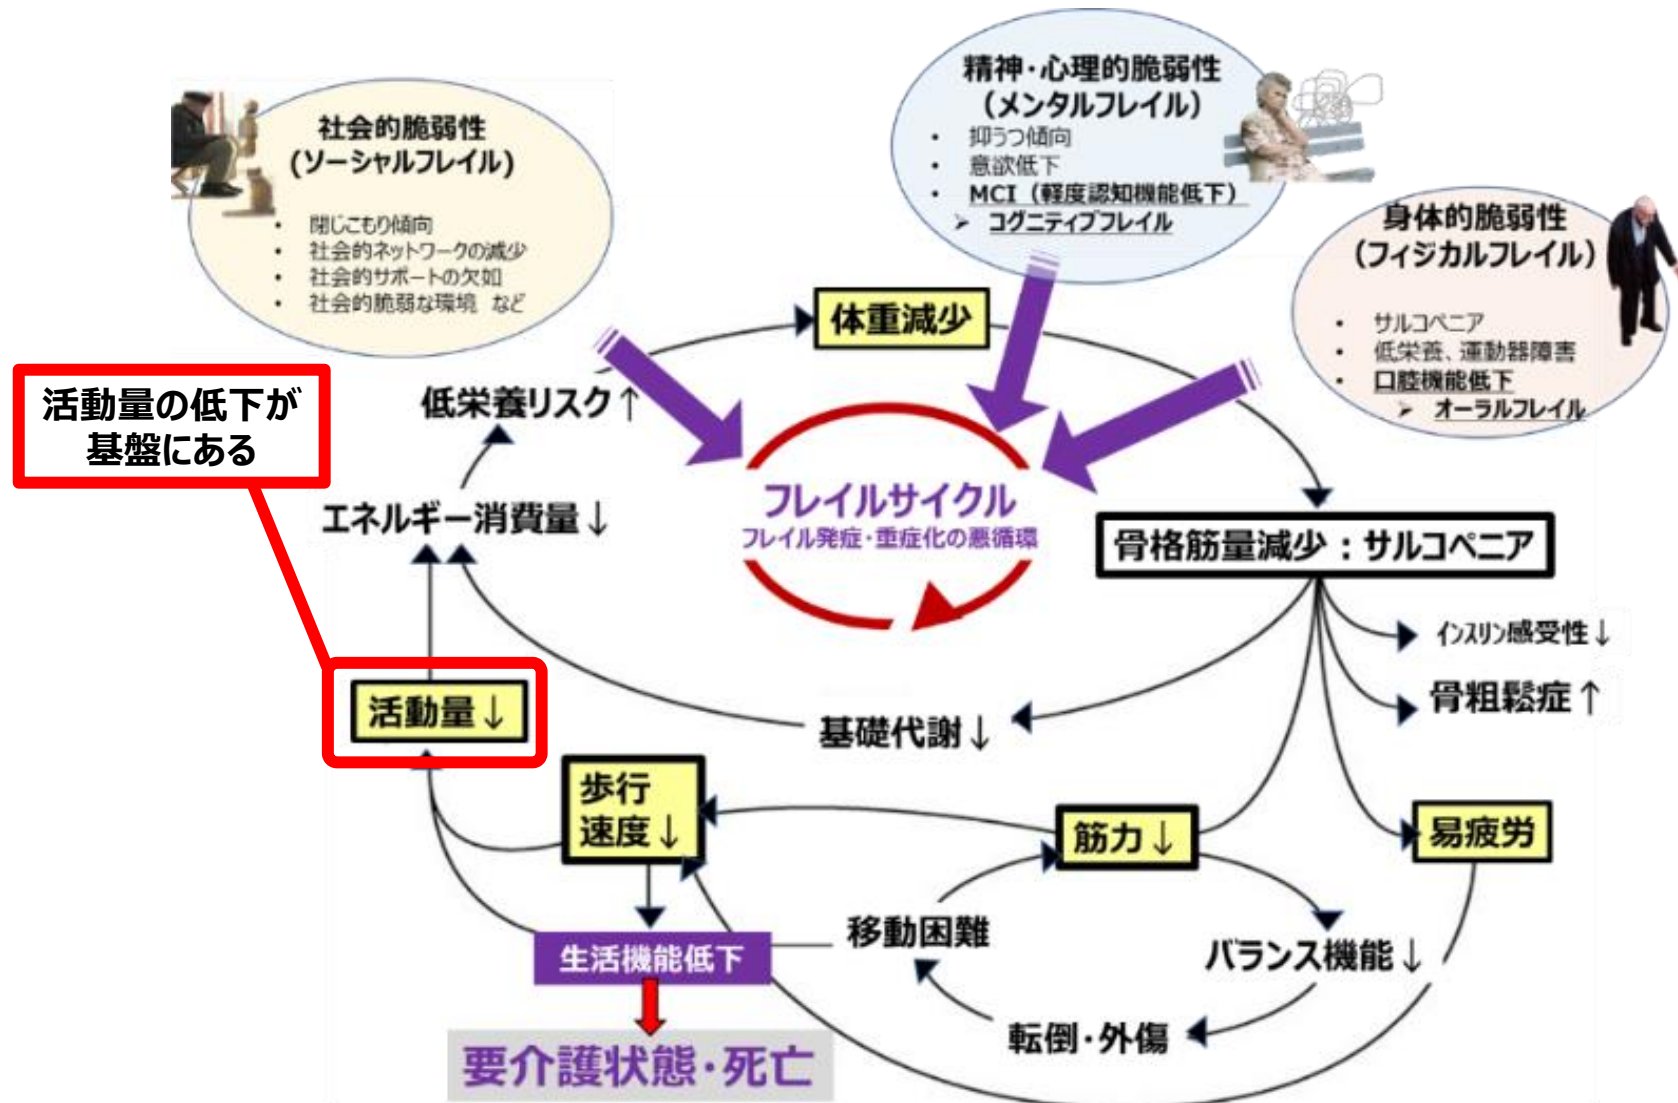 精神・心理的脆弱性
（メンタルフレイル）
• 抑うつ傾向
• 意欲低下
• MCI（軽度認知機能低下）
➢ コグニティブフレイル
社会的脆弱性
(ソーシャルフレイル)
• 閉じこもり傾向
• 社会的ネットワークの減少
• 社会的サポートの欠如
• 社会的脆弱な環境 など
身体的脆弱性
（フィジカルフレイル）
• サルコペニア
• 低栄養、運動器障害
• 口腔機能低下
➢ オーラルフレイル
体重減少
活動量の低下が
基盤にある
低栄養リスク↑
エネルギー消費量↓
フレイルサイクル
フレイル発症・重症化の悪循環
骨格筋量減少：サルコペニア
インスリン感受性↓
骨粗鬆症↑
活動量↓
基礎代謝↓
歩行
速度↓
筋力↓
易疲労
移動困難
バランス機能↓
生活機能低下
転倒・外傷
要介護状態・死亡